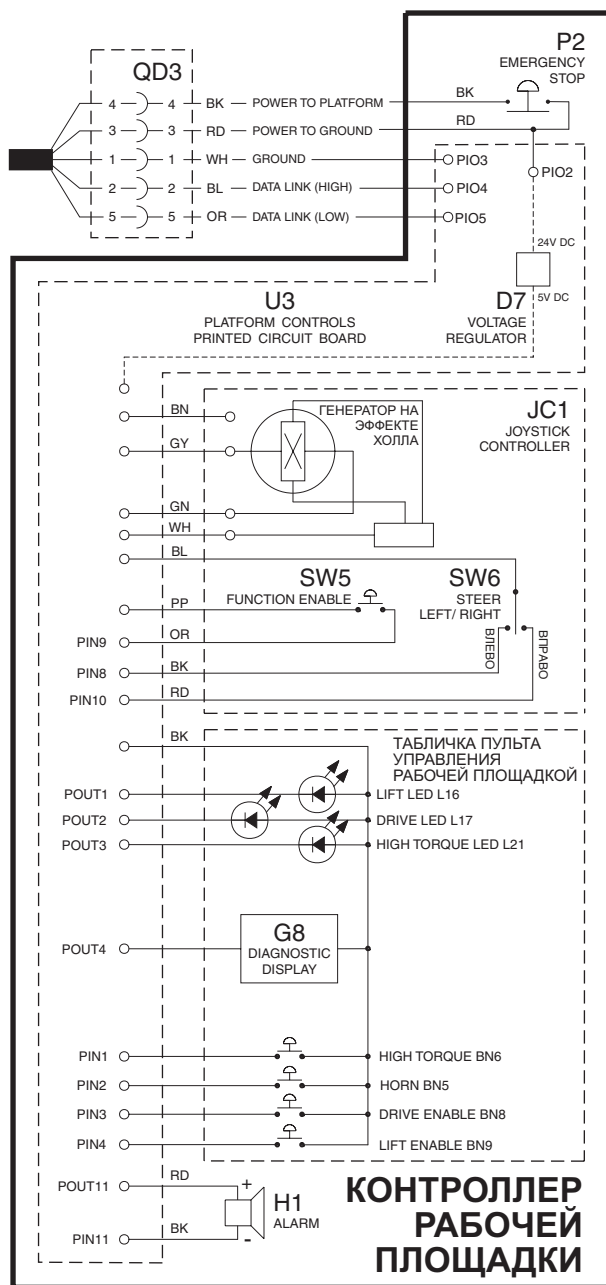 P2
EMERGENCY
STOP
QD3
4 4 BK POWER TO PLATFORM BK
3 3 RD POWER TO GROUND RD
1 1 WH GROUND PIO3 PIO2
2 2 BL DATA LINK (HIGH) PIO4
5 5 OR DATA LINK (LOW) PIO5
24V DC
5V DC
U3
PLATFORM CONTROLS
PRINTED CIRCUIT BOARD
D7
VOLTAGE
REGULATOR
BN
GY
GN
WH
BL
ГЕНЕРАТОР НА
ЭФФЕКТЕ
ХОЛЛА
JC1
JOYSTICK
CONTROLLER
SW5
FUNCTION ENABLE
SW6
STEER
LEFT/ RIGHT
PP
PIN9 OR
PIN8 BK
PIN10 RD
ВЛЕВО
ВПРАВО
BK
ТАБЛИЧКА ПУЛЬТА
УПРАВЛЕНИЯ
РАБОЧЕЙ ПЛОЩАДКОЙ
POUT1 LIFT LED L16
POUT2 DRIVE LED L17
POUT3 HIGH TORQUE LED L21
POUT4
G8
DIAGNOSTIC
DISPLAY
PIN1 HIGH TORQUE BN6
PIN2 HORN BN5
PIN3 DRIVE ENABLE BN8
PIN4 LIFT ENABLE BN9
POUT11 RD +
H1
ALARM
PIN11 BK -
КОНТРОЛЛЕР
РАБОЧЕЙ
ПЛОЩАДКИ